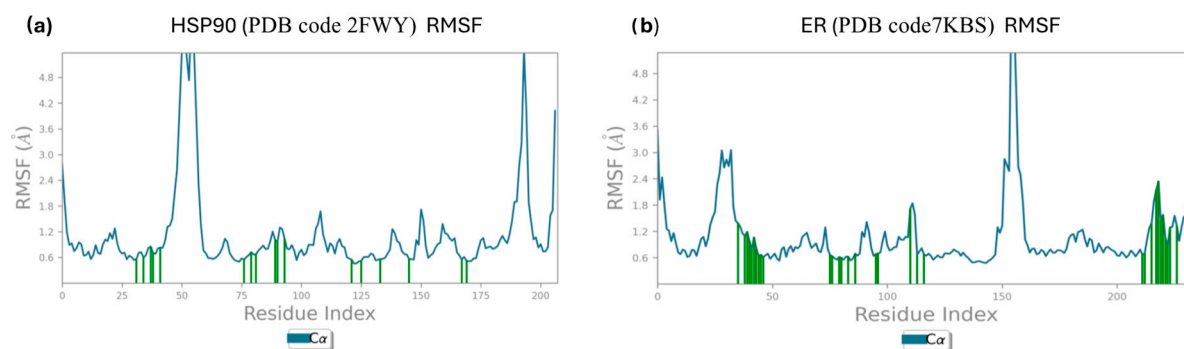 (a) HSP90 (PDB code 2FWY) RMSF
4.8
4.2
3.6
3.0
2.4
1.8
1.2
0.6
RMSF (Å)
0 25 50 75 100 125 150 175 200
Residue Index
Cα
(b) ER (PDB code7KBS) RMSF
4.8
4.2
3.6
3.0
2.4
1.8
1.2
0.6
RMSF (Å)
0 50 100 150 200
Residue Index
Cα